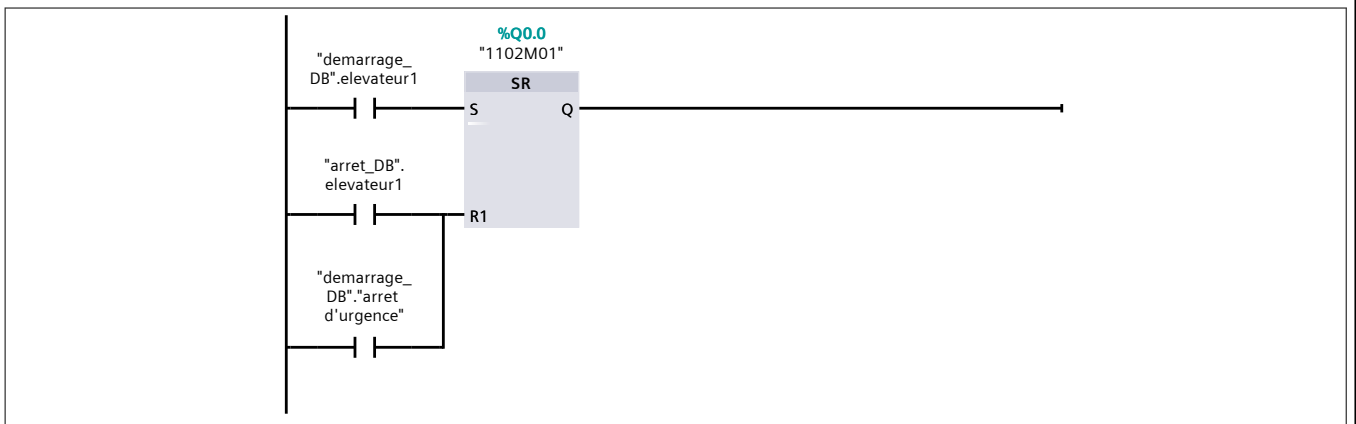 %Q0.0
"1102M01"
"demarrage_
DB".elevateur1
SR
S
Q
"arret_DB".
elevateur1
R1
"demarrage_
DB"."arret
d'urgence"